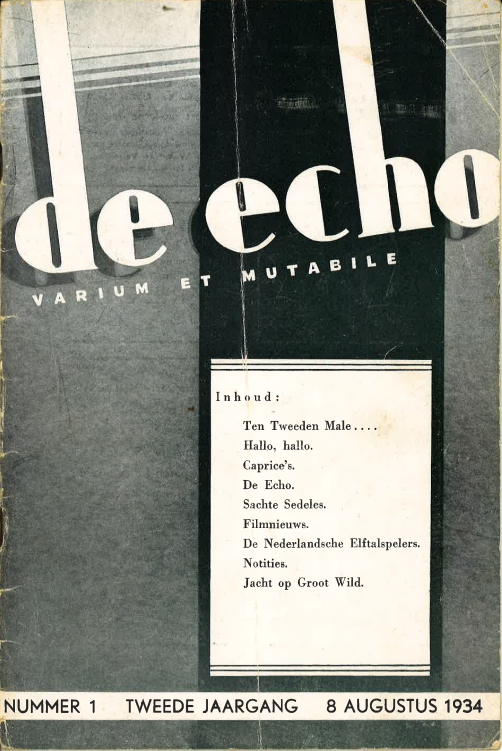 de echo
VARIUM ET MUTABILE
Inhoud:
Ten Tweeden Male....
Hallo, hallo.
Caprice's.
De Echo.
Sachte Sedeles.
Filmnieuws.
De Nederlandsche Elftalspelers.
Notities.
Jacht op Groot Wild.
NUMMER 1 TWEEDE JAARGANG 8 AUGUSTUS 1934